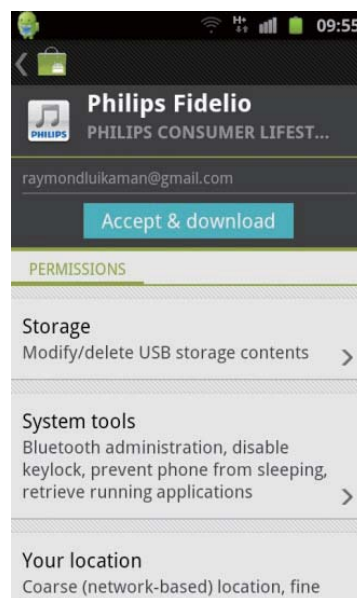 09:55
Philips Fidelio
PHILIPS
PHILIPS CONSUMER LIFEST...
raymondluikaman@gmail.com
Accept & download
PERMISSIONS
Storage
Modify/delete USB storage contents
System tools
Bluetooth administration, disable
keylock, prevent phone from sleeping,
retrieve running applications
Your location
Coarse (network-based) location, fine